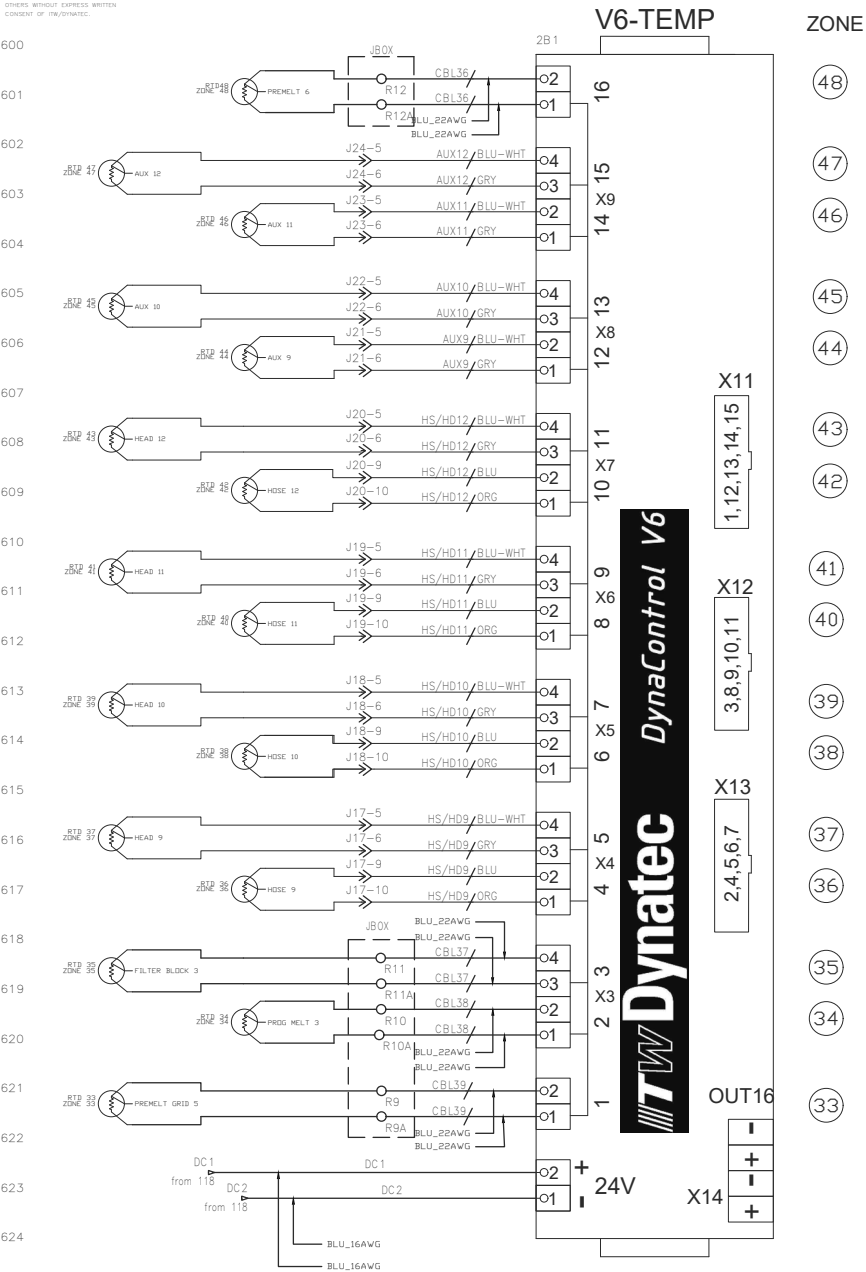 OTHERS WITHOUT EXPRESS WRITTEN
CONSENT OF ITW/DYNATEC.
V6-TEMP
ZONE
600
2B1
JBOX
RTD48
ZONE 48
PREMELT 6
R12
CBL36
2
48
601
R12A
CBL36
1
16
BLU_22AWG
BLU_22AWG
602
RTD 47
ZONE 47
AUX 12
J24-5
AUX12
BLU-WHT
4
47
603
J24-6
AUX12
GRY
3
15
X9
RTD 46
ZONE 46
AUX 11
J23-5
AUX11
BLU-WHT
2
46
604
J23-6
AUX11
GRY
1
14
605
RTD 45
ZONE 45
AUX 10
J22-5
AUX10
BLU-WHT
4
45
J22-6
AUX10
GRY
3
13
X8
606
RTD 44
ZONE 44
AUX 9
J21-5
AUX9
BLU-WHT
2
44
J21-6
AUX9
GRY
1
12
607
X11
1,12,13,14,15
608
RTD 43
ZONE 43
HEAD 12
J20-5
HS/HD12
BLU-WHT
4
43
J20-6
HS/HD12
GRY
3
11
X7
609
RTD 42
ZONE 42
HOSE 12
J20-9
HS/HD12
BLU
2
42
J20-10
HS/HD12
ORG
1
10
610
RTD 41
ZONE 41
HEAD 11
J19-5
HS/HD11
BLU-WHT
4
41
611
J19-6
HS/HD11
GRY
3
9
X6
X12
3,8,9,10,11
RTD 40
ZONE 40
HOSE 11
J19-9
HS/HD11
BLU
2
40
612
J19-10
HS/HD11
ORG
1
8
613
RTD 39
ZONE 39
HEAD 10
J18-5
HS/HD10
BLU-WHT
4
39
J18-6
HS/HD10
GRY
3
7
X5
614
RTD 38
ZONE 38
HOSE 10
J18-9
HS/HD10
BLU
2
38
J18-10
HS/HD10
ORG
1
6
615
X13
2,4,5,6,7
616
RTD 37
ZONE 37
HEAD 9
J17-5
HS/HD9
BLU-WHT
4
37
J17-6
HS/HD9
GRY
3
5
X4
617
RTD 36
ZONE 36
HOSE 9
J17-9
HS/HD9
BLU
2
36
J17-10
HS/HD9
ORG
1
4
ITW Dynatec DynaControl V6
618
JBOX
BLU_22AWG
BLU_22AWG
RTD 35
ZONE 35
FILTER BLOCK 3
R11
CBL37
4
35
619
R11A
CBL37
3
3
X3
RTD 34
ZONE 34
PROG MELT 3
R10
CBL38
2
34
620
R10A
CBL38
1
2
BLU_22AWG
BLU_22AWG
621
RTD 33
ZONE 33
PREMELT GRID 5
R9
CBL39
2
33
R9A
CBL39
1
1
OUT16
622
BLU_22AWG
BLU_22AWG
DC1
from 118
DC1
2
+
623
DC2
from 118
DC2
1
-
24V
X14
-
+
-
+
624
BLU_16AWG
BLU_16AWG